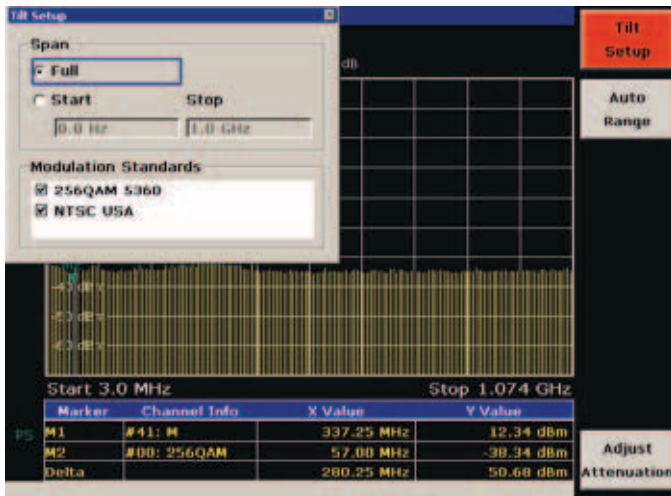 Tilt Setup
Span
Full
Start Stop
0.0 Hz 1.0 GHz
Modulation Standards
256QAM 5360
NTSC USA
dB
Tilt
Setup
Auto
Range
Adjust
Attenuation
Start 3.0 MHz Stop 1.074 GHz
Marker Channel Info X Value Y Value
M1 #41: M 337.25 MHz 12.34 dBm
M2 #00: 256QAM 57.00 MHz -38.34 dBm
Delta 280.25 MHz 50.68 dBm
PS